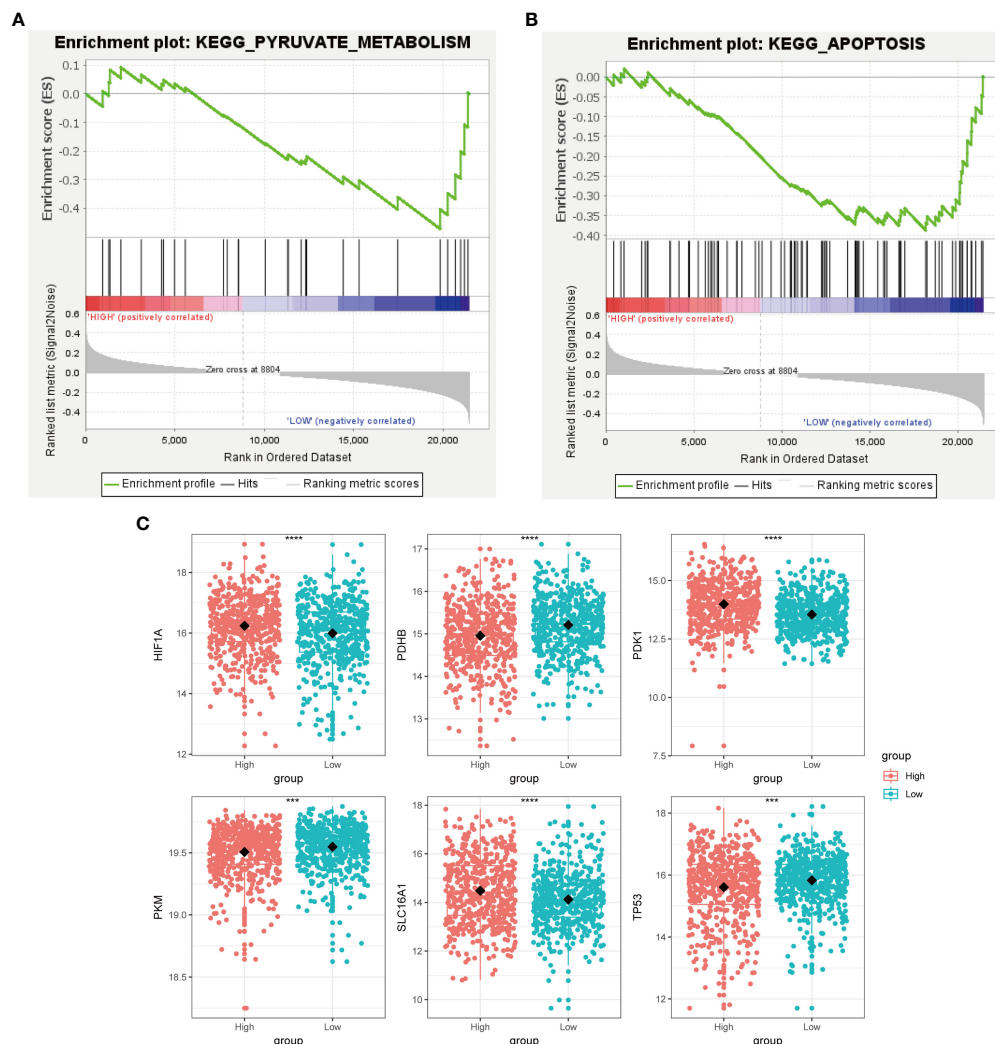 A
Enrichment plot: KEGG_PYRUVATE_METABOLISM
Enrichment score (ES)
0.1
0.0
-0.1
-0.2
-0.3
-0.4
Ranked list metric (Signal2Noise)
'HIGH' (positively correlated)
0.6
0.4
0.2
0.0
-0.2
-0.4
Zero cross at 8804
'LOW' (negatively correlated)
0 5,000 10,000 15,000 20,000
Rank in Ordered Dataset
Enrichment profile Hits Ranking metric scores
B
Enrichment plot: KEGG_APOPTOSIS
Enrichment score (ES)
0.00
-0.05
-0.10
-0.15
-0.20
-0.25
-0.30
-0.35
-0.40
Ranked list metric (Signal2Noise)
'HIGH' (positively correlated)
0.6
0.4
0.2
0.0
-0.2
-0.4
Zero cross at 8804
'LOW' (negatively correlated)
0 5,000 10,000 15,000 20,000
Rank in Ordered Dataset
Enrichment profile Hits Ranking metric scores
C
HIF1A
18
16
14
12
****
High Low
group
PDHB
17
16
15
14
13
****
High Low
group
PDK1
15.0
12.5
10.0
7.5
****
High Low
group
group
High
Low
PKM
19.5
19.0
18.5
***
High Low
group
SLC16A1
18
16
14
12
10
****
High Low
group
TP53
18
16
14
12
***
High Low
group